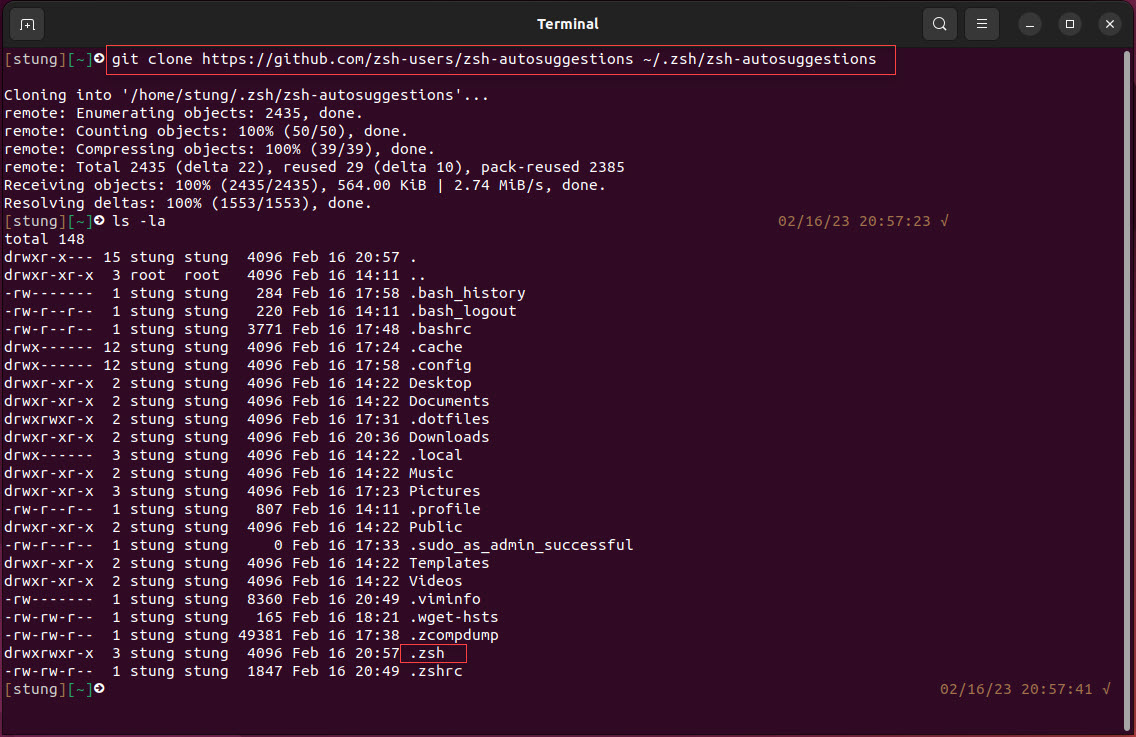 Terminal
[stung][~] git clone https://github.com/zsh-users/zsh-autosuggestions ~/.zsh/zsh-autosuggestions
Cloning into '/home/stung/.zsh/zsh-autosuggestions'...
remote: Enumerating objects: 2435, done.
remote: Counting objects: 100% (50/50), done.
remote: Compressing objects: 100% (39/39), done.
remote: Total 2435 (delta 22), reused 29 (delta 10), pack-reused 2385
Receiving objects: 100% (2435/2435), 564.00 KiB | 2.74 MiB/s, done.
Resolving deltas: 100% (1553/1553), done.
[stung][~] ls -la 02/16/23 20:57:23 √
total 148
drwxr-x--- 15 stung stung  4096 Feb 16 20:57 .
drwxr-xr-x  3 root  root   4096 Feb 16 14:11 ..
-rw-------  1 stung stung   284 Feb 16 17:58 .bash_history
-rw-r--r--  1 stung stung   220 Feb 16 14:11 .bash_logout
-rw-r--r--  1 stung stung  3771 Feb 16 17:48 .bashrc
drwx------ 12 stung stung  4096 Feb 16 17:24 .cache
drwx------ 12 stung stung  4096 Feb 16 17:58 .config
drwxr-xr-x  2 stung stung  4096 Feb 16 14:22 Desktop
drwxr-xr-x  2 stung stung  4096 Feb 16 14:22 Documents
drwxrwxr-x  2 stung stung  4096 Feb 16 17:31 .dotfiles
drwxr-xr-x  2 stung stung  4096 Feb 16 20:36 Downloads
drwx------  3 stung stung  4096 Feb 16 14:22 .local
drwxr-xr-x  2 stung stung  4096 Feb 16 14:22 Music
drwxr-xr-x  3 stung stung  4096 Feb 16 17:23 Pictures
-rw-r--r--  1 stung stung   807 Feb 16 14:11 .profile
drwxr-xr-x  2 stung stung  4096 Feb 16 14:22 Public
-rw-r--r--  1 stung stung     0 Feb 16 17:33 .sudo_as_admin_successful
drwxr-xr-x  2 stung stung  4096 Feb 16 14:22 Templates
drwxr-xr-x  2 stung stung  4096 Feb 16 14:22 Videos
-rw-------  1 stung stung  8360 Feb 16 20:49 .viminfo
-rw-rw-r--  1 stung stung   165 Feb 16 18:21 .wget-hsts
-rw-rw-r--  1 stung stung 49381 Feb 16 17:38 .zcompdump
drwxrwxr-x  3 stung stung  4096 Feb 16 20:57 .zsh
-rw-rw-r--  1 stung stung  1847 Feb 16 20:49 .zshrc
[stung][~] 02/16/23 20:57:41 √